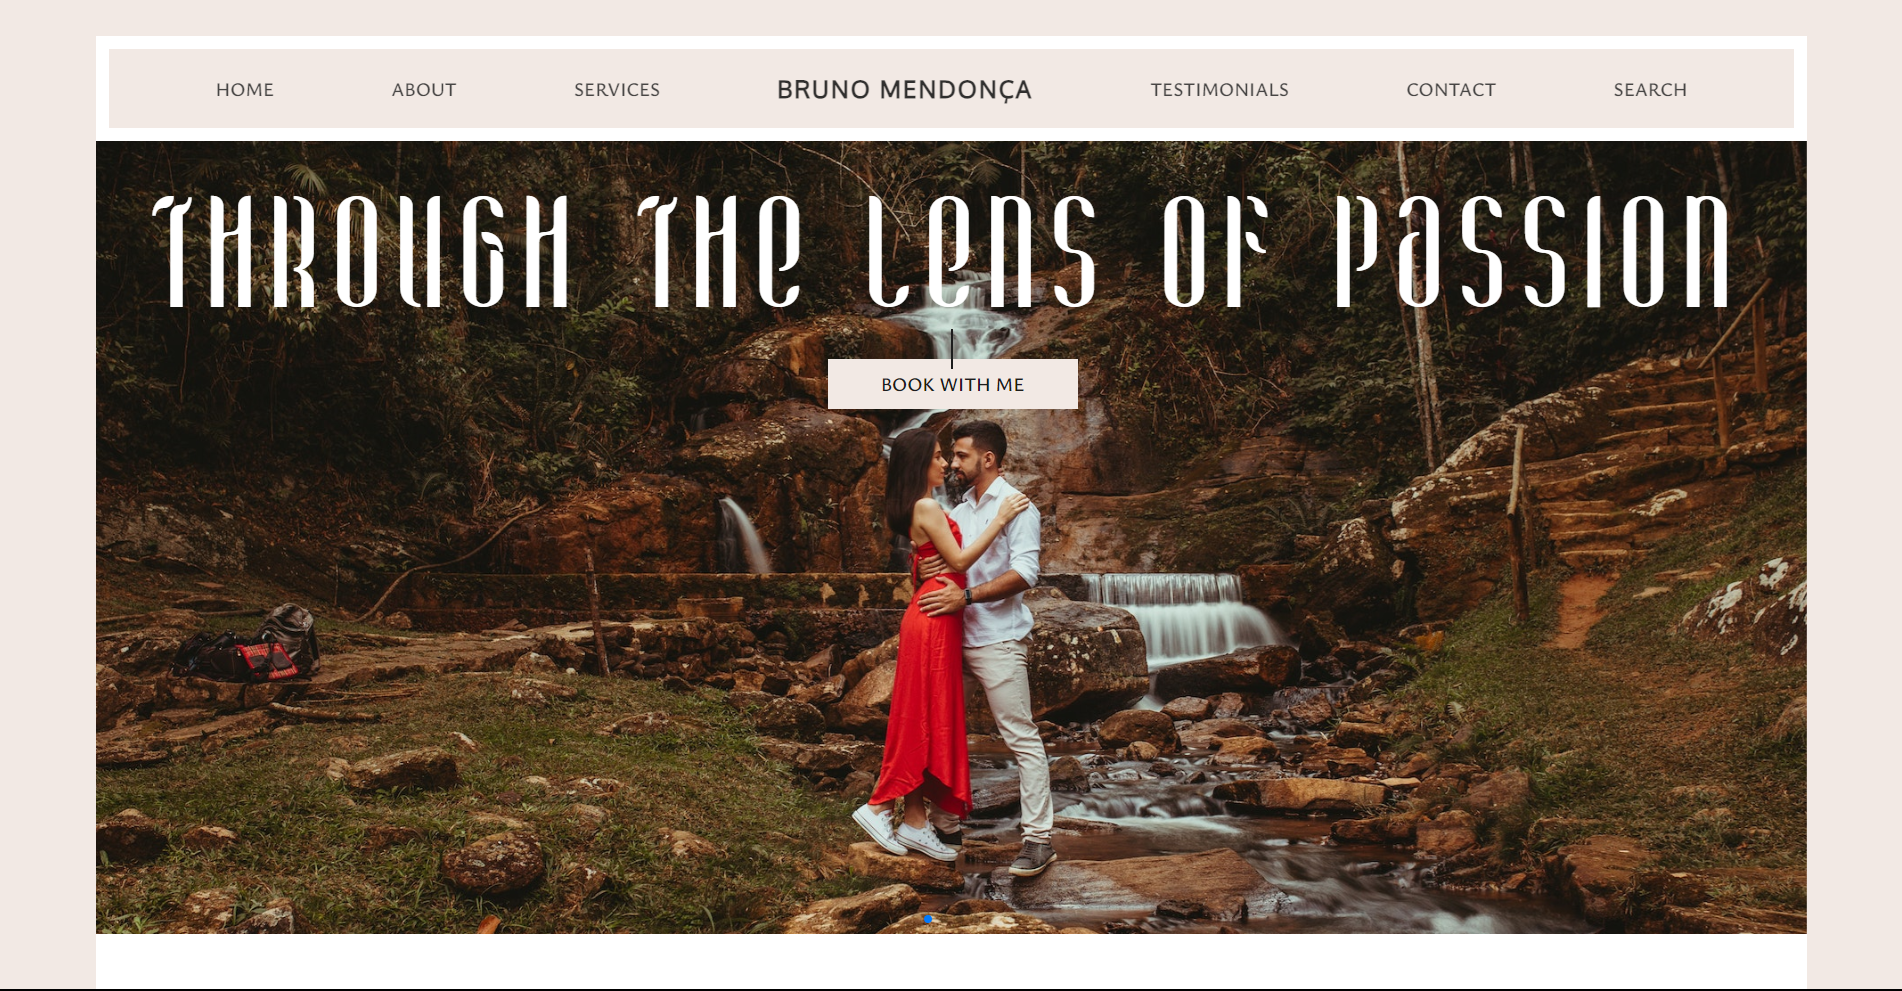 HOME ABOUT SERVICES BRUNO MENDONÇA TESTIMONIALS CONTACT SEARCH
THROUGH THE LENS OF PASSION
BOOK WITH ME